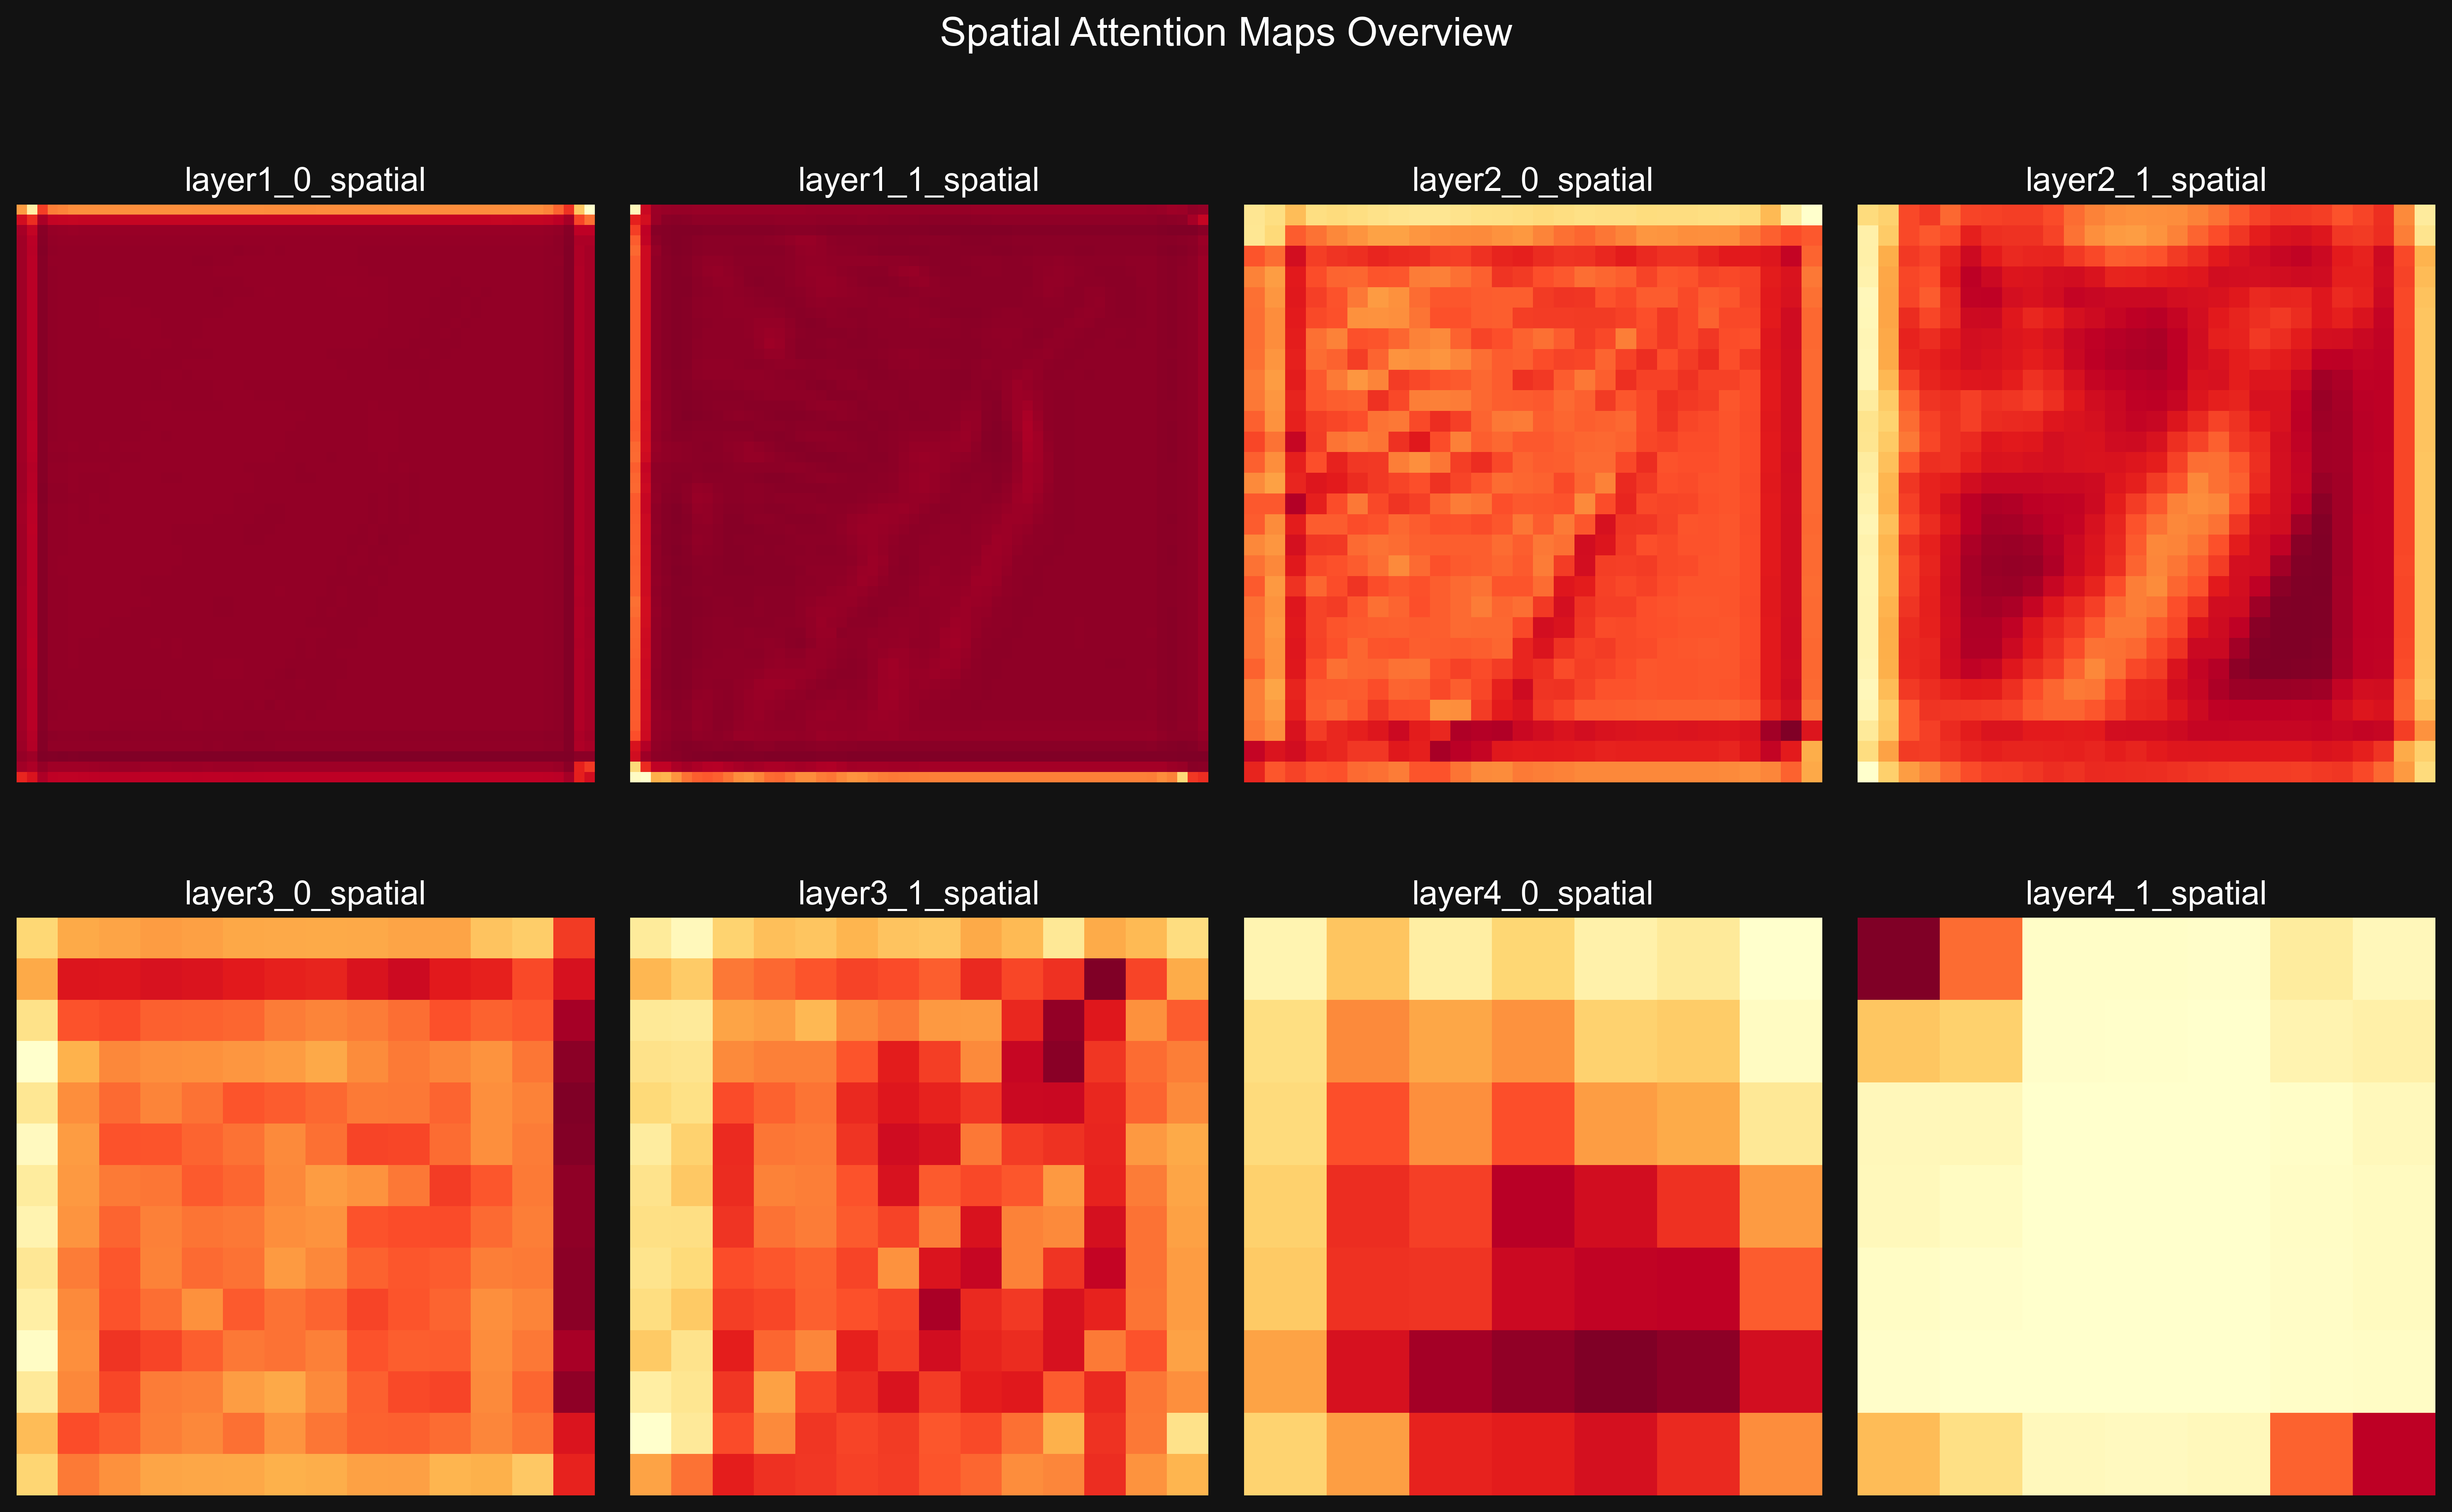 Spatial Attention Maps Overview
layer1_0_spatial
layer1_1_spatial
layer2_0_spatial
layer2_1_spatial
layer3_0_spatial
layer3_1_spatial
layer4_0_spatial
layer4_1_spatial